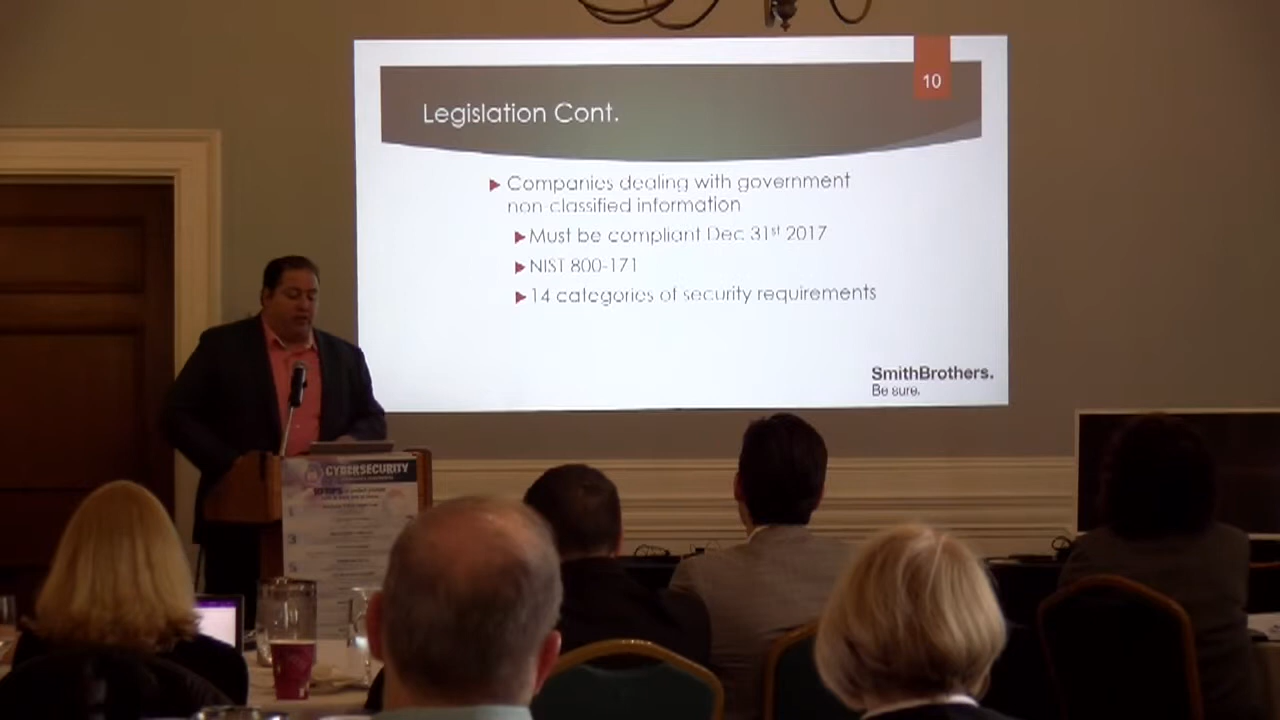 10
Legislation Cont.
Companies dealing with government
non-classified information
Must be compliant Dec 31st 2017
NIST 800-171
14 categories of security requirements
SmithBrothers.
Be sure.
CYBERSECURITY